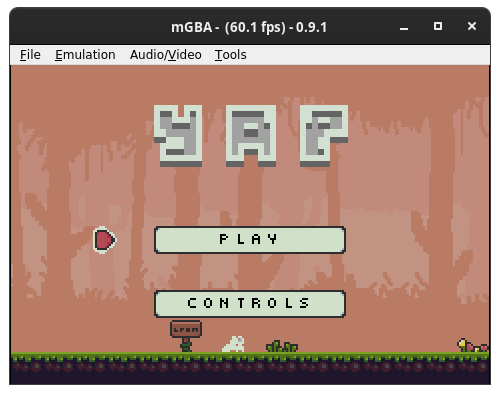 mGBA - (60.1 fps) - 0.9.1
File Emulation Audio/Video Tools
YAP
PLAY
CONTROLS